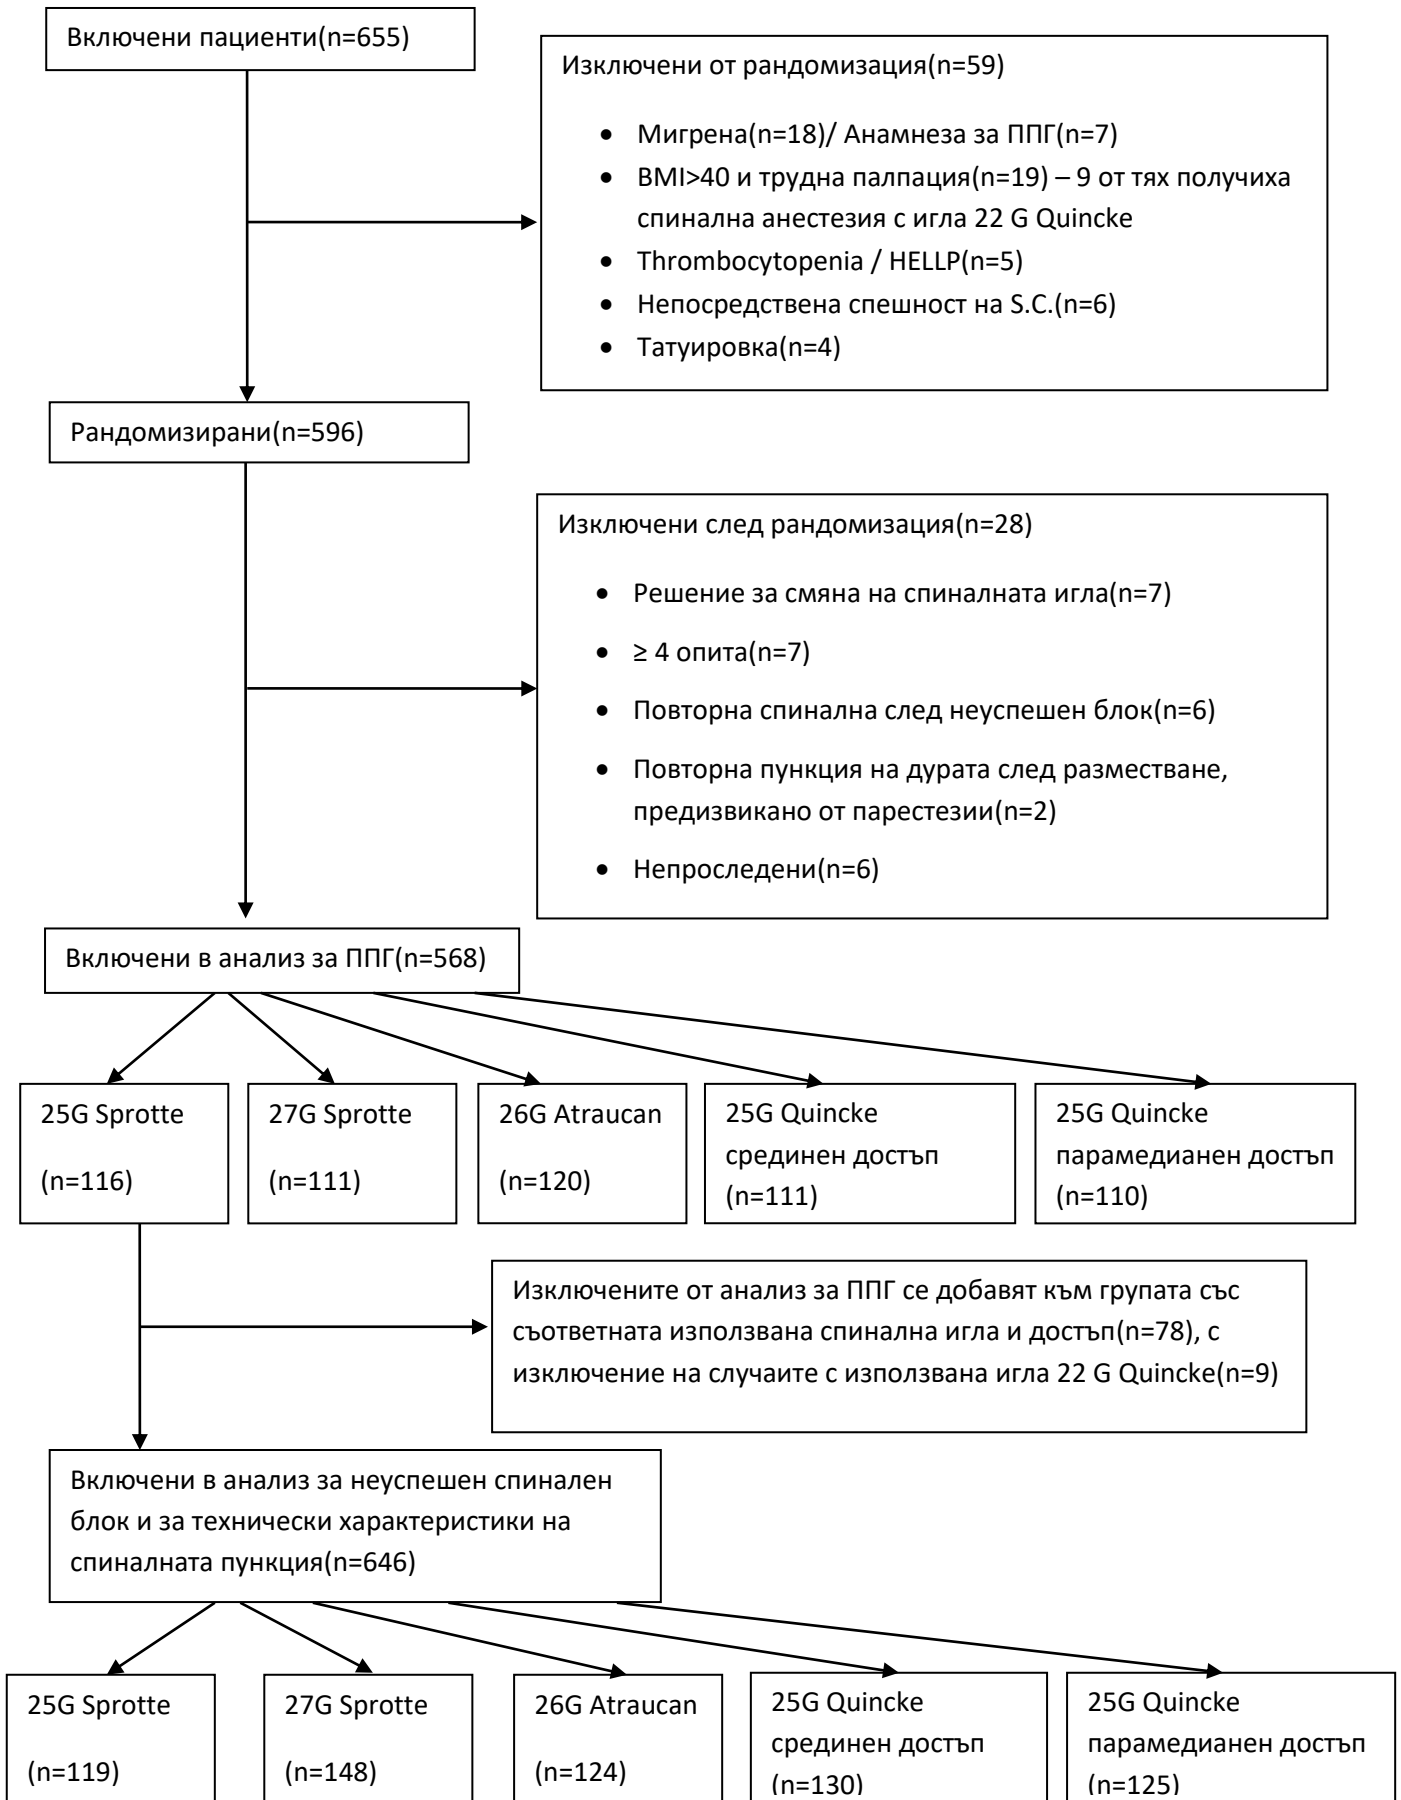 Включени пациенти(n=655)
Изключени от рандомизация(n=59)
• Мигрена(n=18)/ Анамнеза за ППГ(n=7)
• BMI>40 и трудна палпация(n=19) – 9 от тях получиха
спинална анестезия с игла 22 G Quincke
• Thrombocytopenia / HELLP(n=5)
• Непосредствена спешност на S.C.(n=6)
• Татуировка(n=4)
Рандомизирани(n=596)
Изключени след рандомизация(n=28)
• Решение за смяна на спиналната игла(n=7)
• ≥ 4 опита(n=7)
• Повторна спинална след неуспешен блок(n=6)
• Повторна пункция на дурата след разместване,
предизвикано от парестезии(n=2)
• Непроследени(n=6)
Включени в анализ за ППГ(n=568)
25G Sprotte
(n=116)
27G Sprotte
(n=111)
26G Atraucan
(n=120)
25G Quincke
срединен достъп
(n=111)
25G Quincke
парамедианен достъп
(n=110)
Изключените от анализ за ППГ се добавят към групата със
съответната използвана спинална игла и достъп(n=78), с
изключение на случаите с използвана игла 22 G Quincke(n=9)
Включени в анализ за неуспешен спинален
блок и за технически характеристики на
спиналната пункция(n=646)
25G Sprotte
(n=119)
27G Sprotte
(n=148)
26G Atraucan
(n=124)
25G Quincke
срединен достъп
(n=130)
25G Quincke
парамедианен достъп
(n=125)